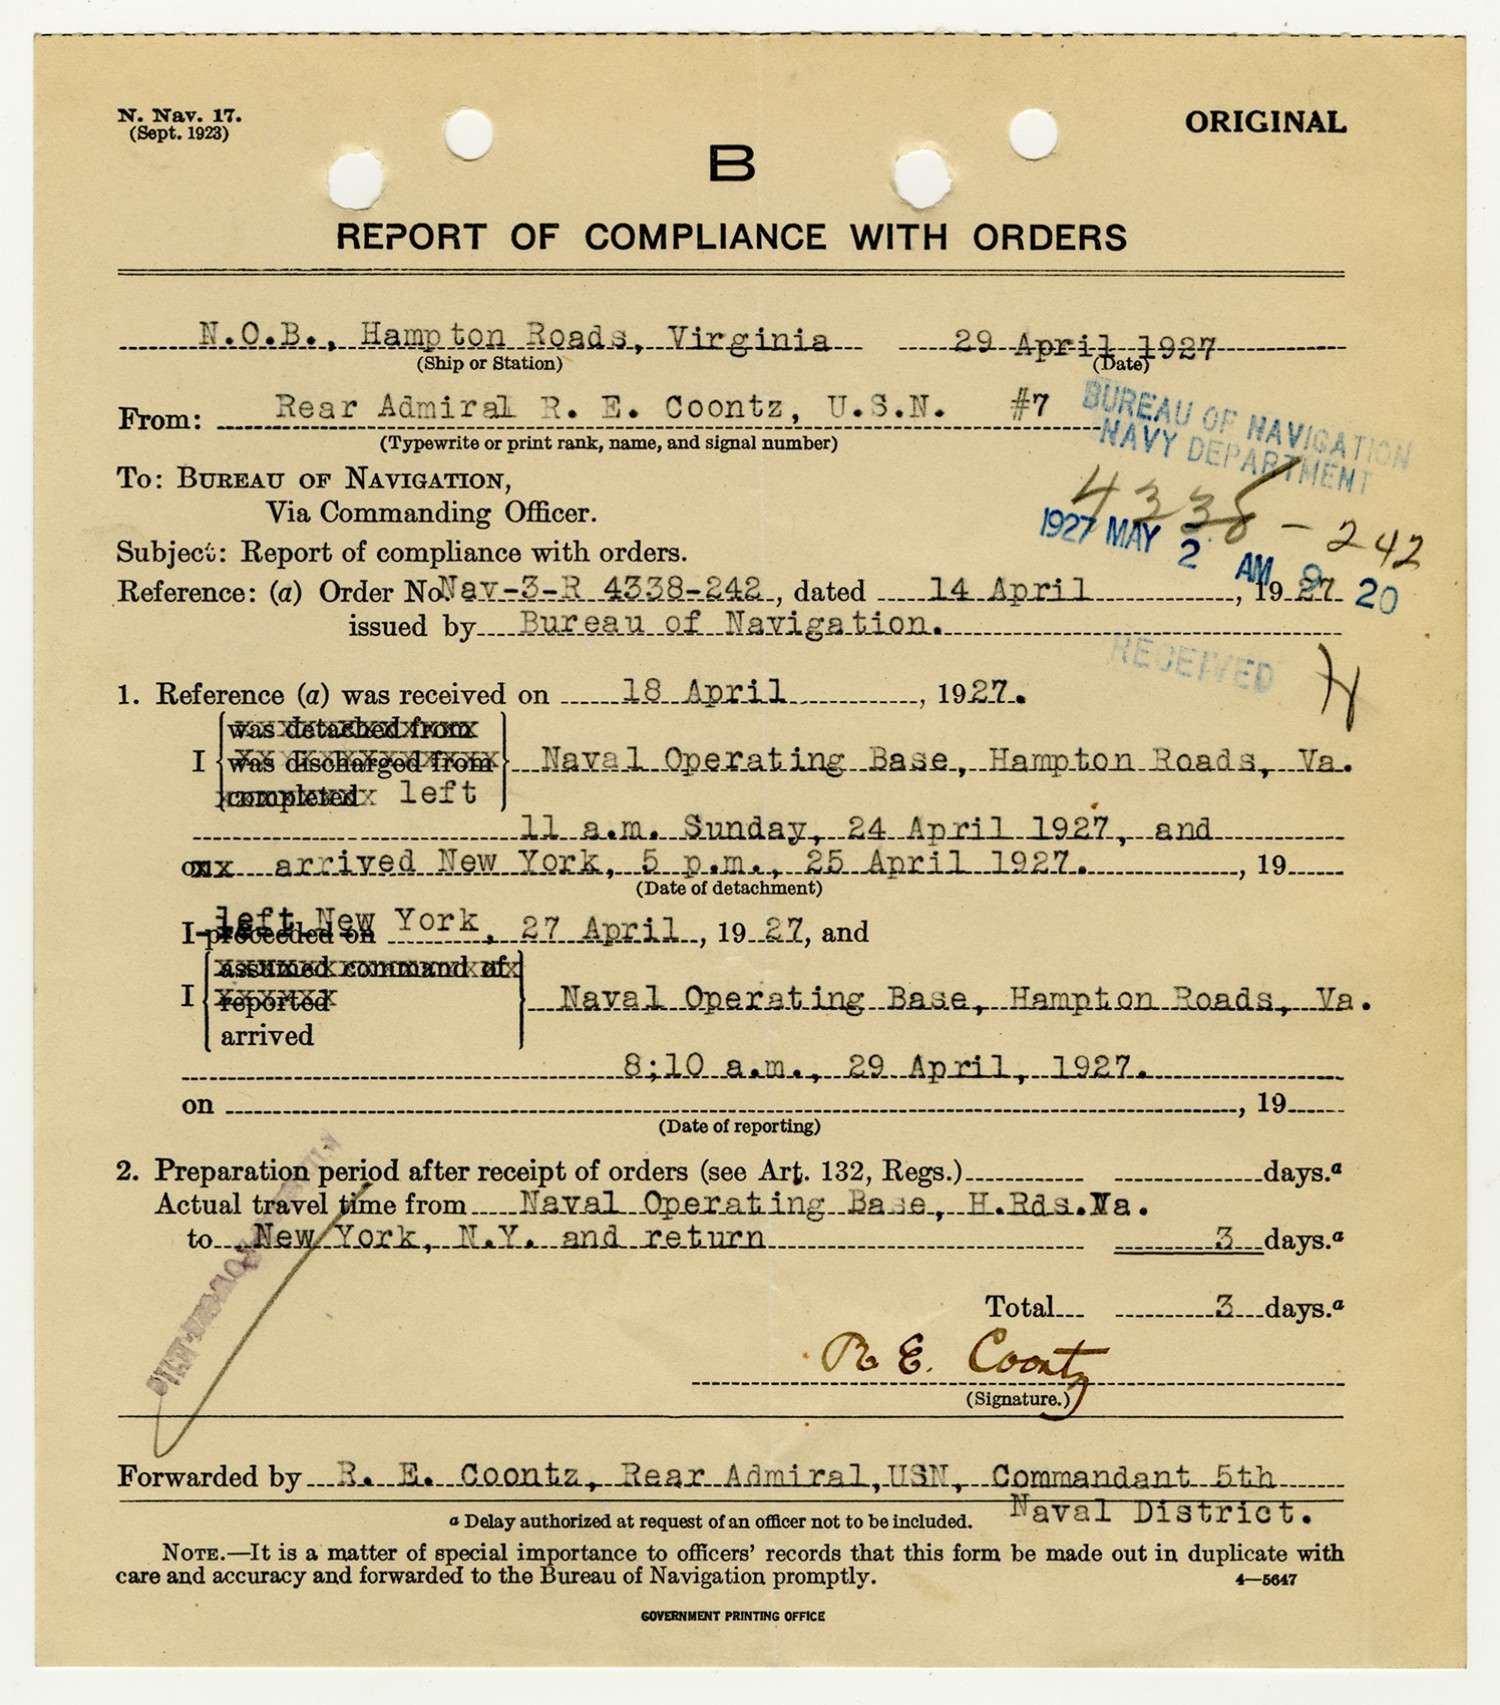 N. Nav. 17.
(Sept. 1923)
ORIGINAL
B
REPORT OF COMPLIANCE WITH ORDERS
N.O.B., Hampton Roads, Virginia 29 April 1927
(Ship or Station) (Date)
From: Rear Admiral R. E. Coontz, U.S.N. #7
(Typewrite or print rank, name, and signal number)
BUREAU OF NAVIGATION
NAVY DEPARTMENT
To: BUREAU OF NAVIGATION,
Via Commanding Officer.
4338-242
1927 MAY 2 AM 9 20
Subject: Report of compliance with orders.
Reference: (a) Order No Nav-3-R 4338-242, dated 14 April, 1927
issued by Bureau of Navigation.
RECEIVED
1. Reference (a) was received on 18 April, 1927.
was detached from
I was discharged from Naval Operating Base, Hampton Roads, Va.
completed left
11 a.m. Sunday, 24 April 1927, and
on arrived New York, 5 p.m., 25 April 1927., 19
(Date of detachment)
left New York,
I proceeded on 27 April, 1927, and
assumed command of
I reported Naval Operating Base, Hampton Roads, Va.
arrived
8;10 a.m., 29 April, 1927.
on , 19
(Date of reporting)
2. Preparation period after receipt of orders (see Art. 132, Regs.) days.a
Actual travel time from Naval Operating Base, H.Rds.Va.
to New York, N.Y. and return 3 days.a
Total 3 days.a
R E. Coontz
(Signature.)
Forwarded by R. E. Coontz, Rear Admiral,USN, Commandant 5th
Naval District.
a Delay authorized at request of an officer not to be included.
NOTE.—It is a matter of special importance to officers' records that this form be made out in duplicate with
care and accuracy and forwarded to the Bureau of Navigation promptly.
4—5647
GOVERNMENT PRINTING OFFICE